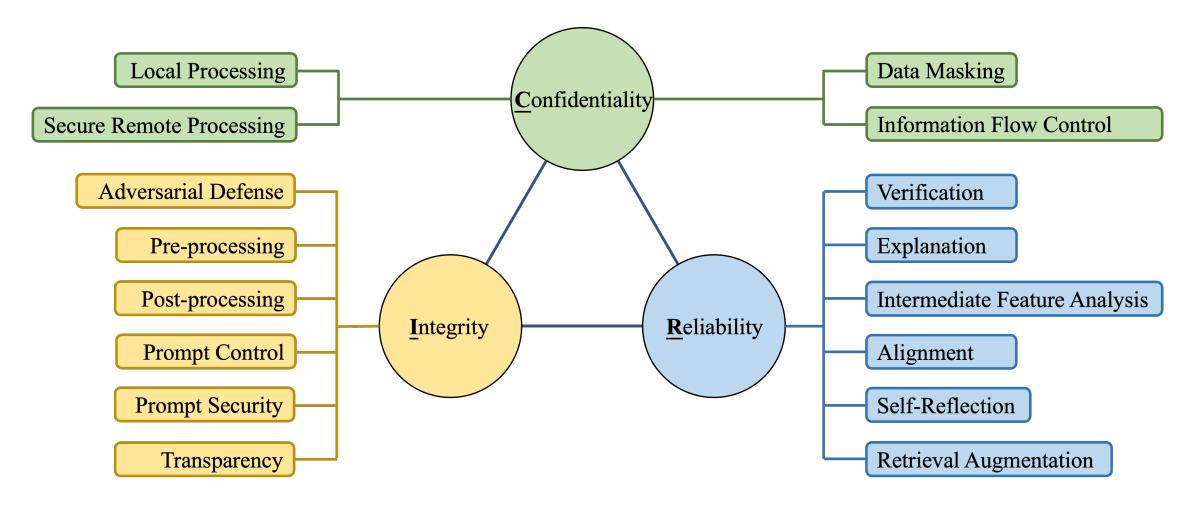 Confidentiality
Local Processing
Secure Remote Processing
Data Masking
Information Flow Control
Integrity
Adversarial Defense
Pre-processing
Post-processing
Prompt Control
Prompt Security
Transparency
Reliability
Verification
Explanation
Intermediate Feature Analysis
Alignment
Self-Reflection
Retrieval Augmentation